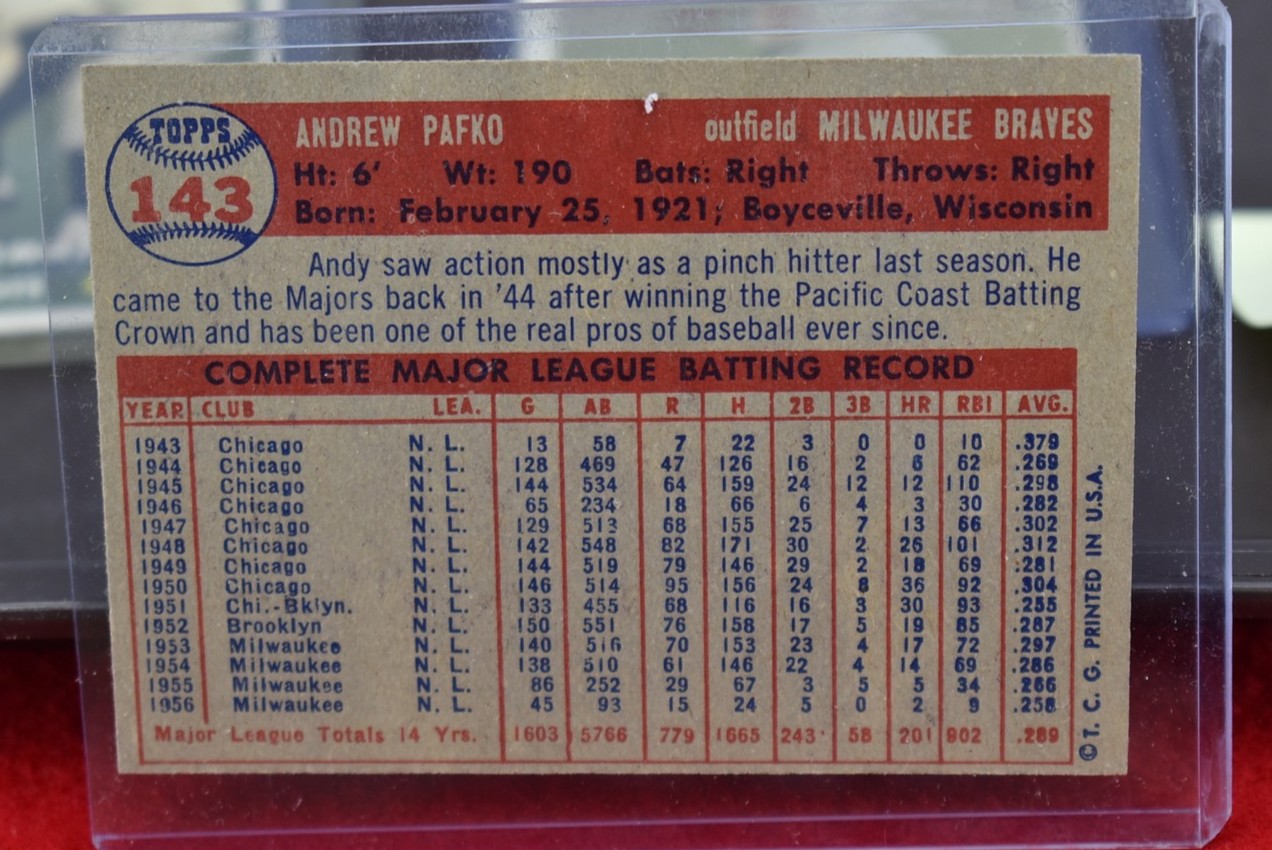 TOPPS
143
ANDREW PAFKO outfield MILWAUKEE BRAVES
Ht: 6' Wt: 190 Bats: Right Throws: Right
Born: February 25, 1921; Boyceville, Wisconsin
Andy saw action mostly as a pinch hitter last season. He
came to the Majors back in '44 after winning the Pacific Coast Batting
Crown and has been one of the real pros of baseball ever since.
COMPLETE MAJOR LEAGUE BATTING RECORD
YEAR CLUB LEA. G AB R H 2B 3B HR RBI AVG.
1943 Chicago N. L. 13 58 7 22 3 0 0 10 .379
1944 Chicago N. L. 128 469 47 126 16 2 6 62 .269
1945 Chicago N. L. 144 534 64 159 24 12 12 110 .298
1946 Chicago N. L. 65 234 18 66 6 4 3 30 .282
1947 Chicago N. L. 129 513 68 155 25 7 13 66 .302
1948 Chicago N. L. 142 548 82 171 30 2 26 101 .312
1949 Chicago N. L. 144 519 79 146 29 2 18 69 .281
1950 Chicago N. L. 146 514 95 156 24 8 36 92 .304
1951 Chi.-Bklyn. N. L. 133 455 68 116 16 3 30 93 .255
1952 Brooklyn N. L. 150 551 76 158 17 5 19 85 .287
1953 Milwaukee N. L. 140 516 70 153 23 4 17 72 .297
1954 Milwaukee N. L. 138 510 61 146 22 4 14 69 .286
1955 Milwaukee N. L. 86 252 29 67 3 5 5 34 .266
1956 Milwaukee N. L. 45 93 15 24 5 0 2 9 .258
Major League Totals 14 Yrs. 1603 5766 779 1665 243 58 201 902 .289
© T. C. G. PRINTED IN U.S.A.